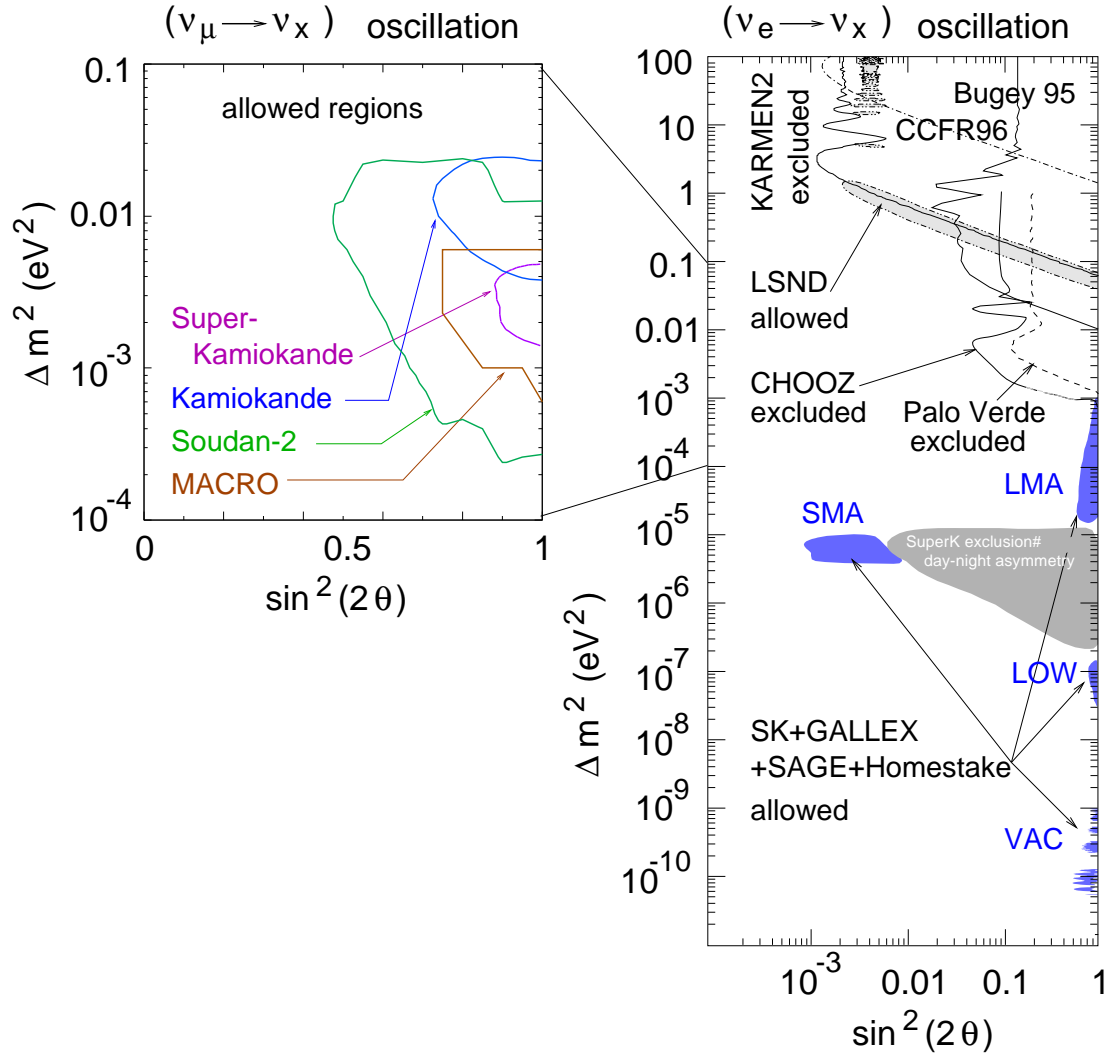 (ν_μ → ν_x) oscillation
0.1
0.01
10^-3
10^-4
Δ m^2 (eV^2)
allowed regions
Super-
Kamiokande
Kamiokande
Soudan-2
MACRO
0
0.5
1
sin^2 (2 θ)
(ν_e → ν_x) oscillation
100
10
1
0.1
0.01
10^-3
10^-4
10^-5
10^-6
10^-7
10^-8
10^-9
10^-10
Δ m^2 (eV^2)
KARMEN2
excluded
Bugey 95
CCFR96
LSND
allowed
CHOOZ
excluded
Palo Verde
excluded
LMA
SMA
SuperK exclusion#
day-night asymmetry
LOW
SK+GALLEX
+SAGE+Homestake
allowed
VAC
10^-3
0.01
0.1
1
sin^2 (2 θ)